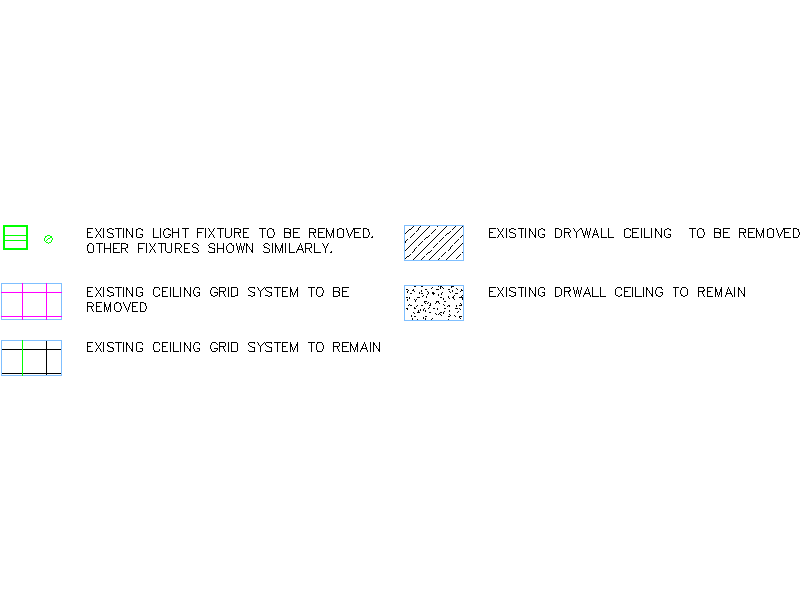 EXISTING LIGHT FIXTURE TO BE REMOVED.
OTHER FIXTURES SHOWN SIMILARLY.
EXISTING CEILING GRID SYSTEM TO BE
REMOVED
EXISTING CEILING GRID SYSTEM TO REMAIN
EXISTING DRYWALL CEILING TO BE REMOVED
EXISTING DRWALL CEILING TO REMAIN